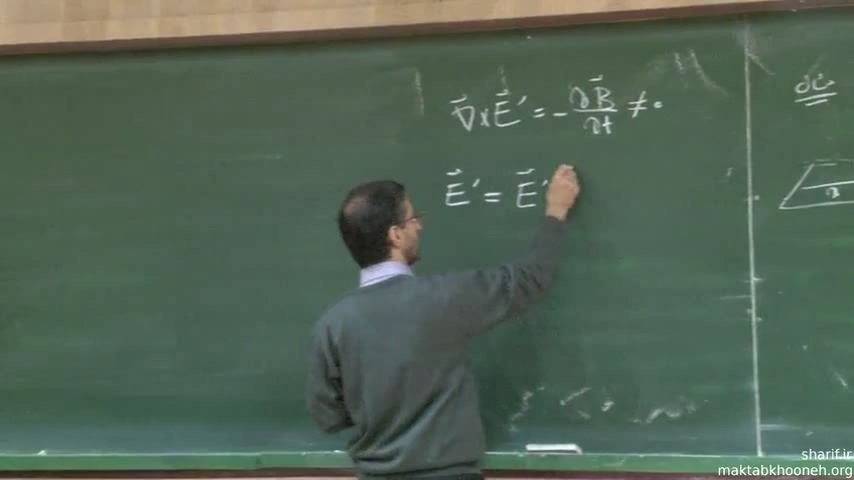 ∇⃗ × E⃗' = - ∂B⃗/∂t ≠ 0
E⃗' = E⃗'
sharif.ir
maktabkhooneh.org